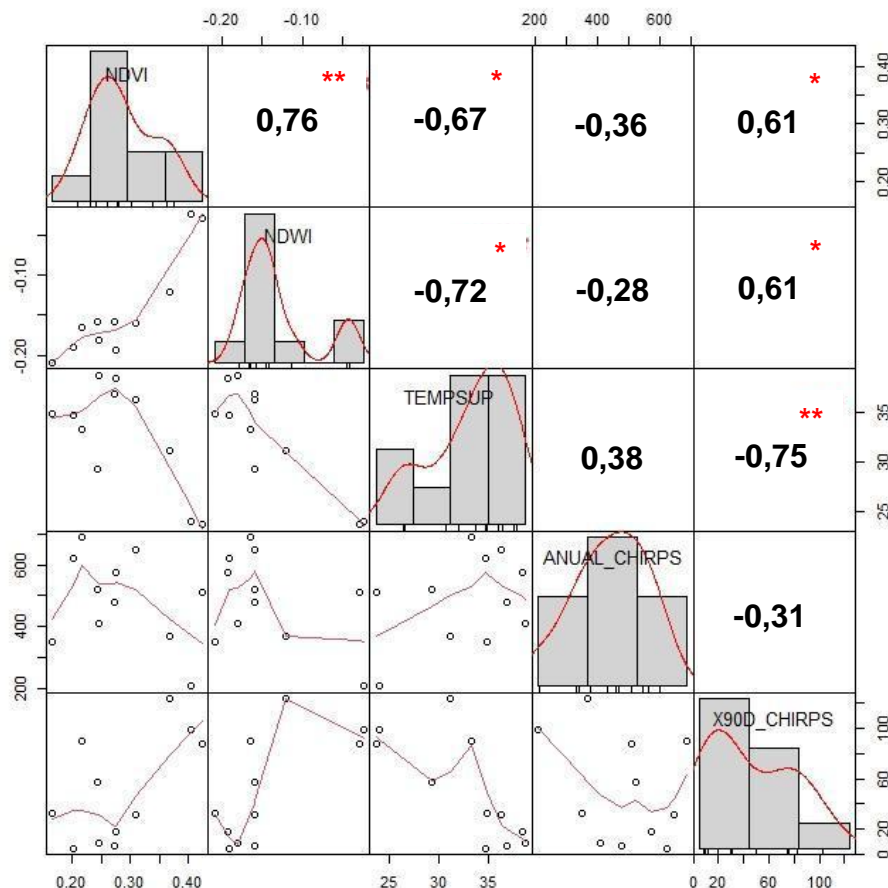 -0.20 -0.10 200 400 600
NDVI ** * *
0,76 -0,67 -0,36 0,61
0.20 0.30 0.40
NDWI * *
-0,72 -0,28 0,61
-0.20 -0.10
TEMPSUP **
0,38 -0,75
25 30 35
ANUAL_CHIRPS
-0,31
200 400 600
X90D_CHIRPS
0 20 60 100
0.20 0.30 0.40 25 30 35 0 20 60 100